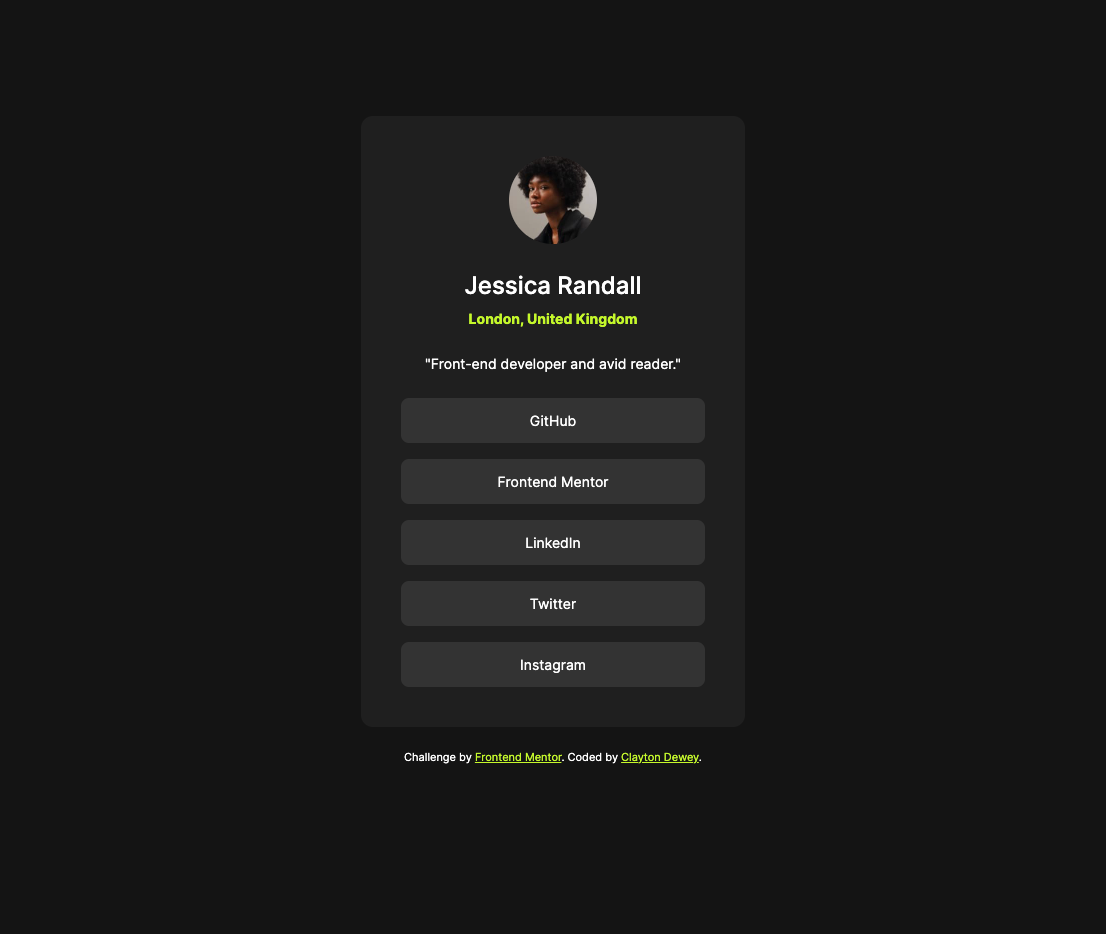 Jessica Randall
London, United Kingdom
"Front-end developer and avid reader."
GitHub
Frontend Mentor
LinkedIn
Twitter
Instagram
Challenge by Frontend Mentor. Coded by Clayton Dewey.